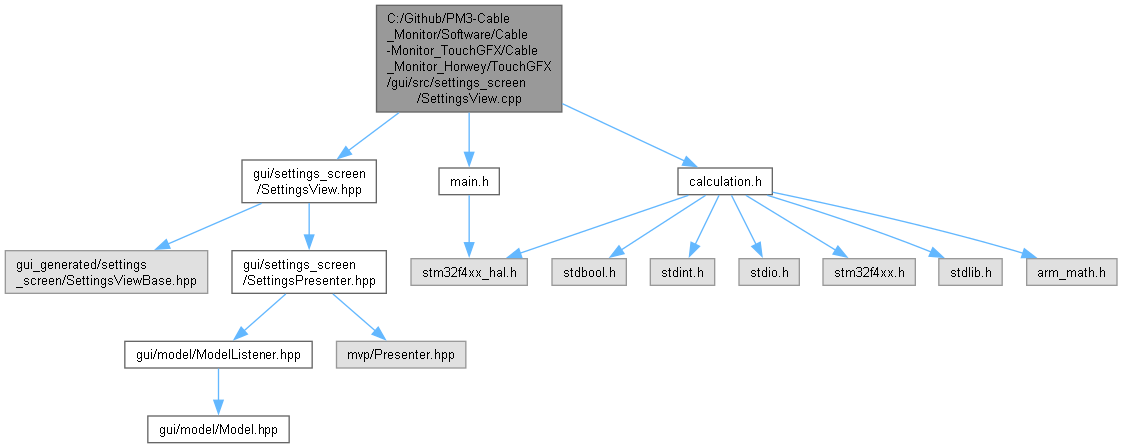 C:/Github/PM3-Cable
_Monitor/Software/Cable
-Monitor_TouchGFX/Cable
_Monitor_Horwey/TouchGFX
/gui/src/settings_screen
/SettingsView.cpp
gui/settings_screen
/SettingsView.hpp
main.h
calculation.h
gui_generated/settings
_screen/SettingsViewBase.hpp
gui/settings_screen
/SettingsPresenter.hpp
stm32f4xx_hal.h
stdbool.h
stdint.h
stdio.h
stm32f4xx.h
stdlib.h
arm_math.h
gui/model/ModelListener.hpp
mvp/Presenter.hpp
gui/model/Model.hpp